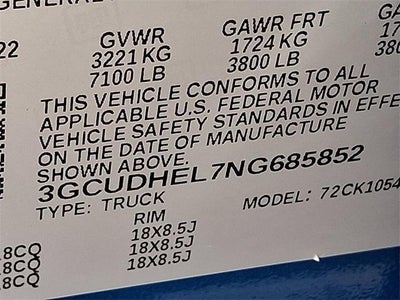 GENERAL
22 GVWR GAWR FRT
3221 KG 1724 KG
7100 LB 3800 LB
THIS VEHICLE CONFORMS TO ALL
APPLICABLE U.S. FEDERAL MOTOR
VEHICLE SAFETY STANDARDS IN EFFE
ON THE DATE OF MANUFACTURE
SHOWN ABOVE.
3GCUDHEL7NG685852
TYPE: TRUCK MODEL: 72CK1054
RIM
18X8.5J
8CQ 18X8.5J
8CQ 18X8.5J
8CQ